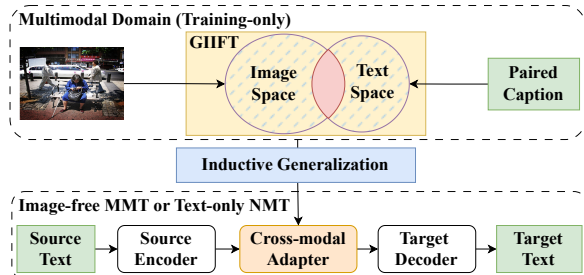 Multimodal Domain (Training-only)
GIIFT
Image
Space
Text
Space
Paired
Caption
Inductive Generalization
Image-free MMT or Text-only NMT
Source
Text
Source
Encoder
Cross-modal
Adapter
Target
Decoder
Target
Text